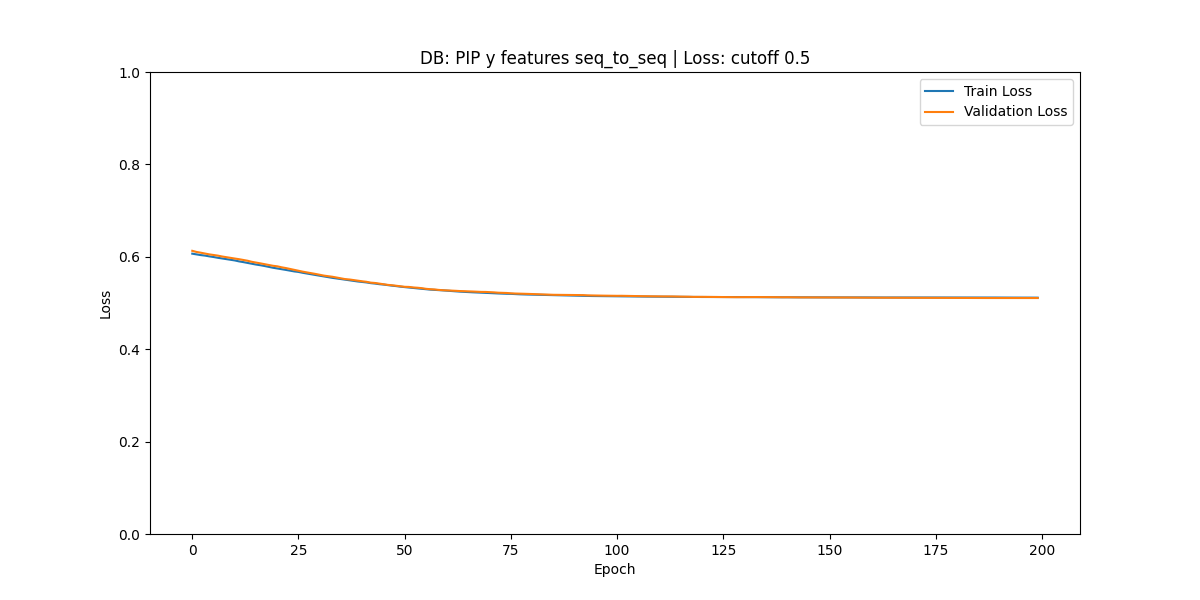 DB: PIP y features seq_to_seq | Loss: cutoff 0.5
1.0
0.8
0.6
0.4
0.2
0.0
Loss
Train Loss
Validation Loss
0 25 50 75 100 125 150 175 200
Epoch